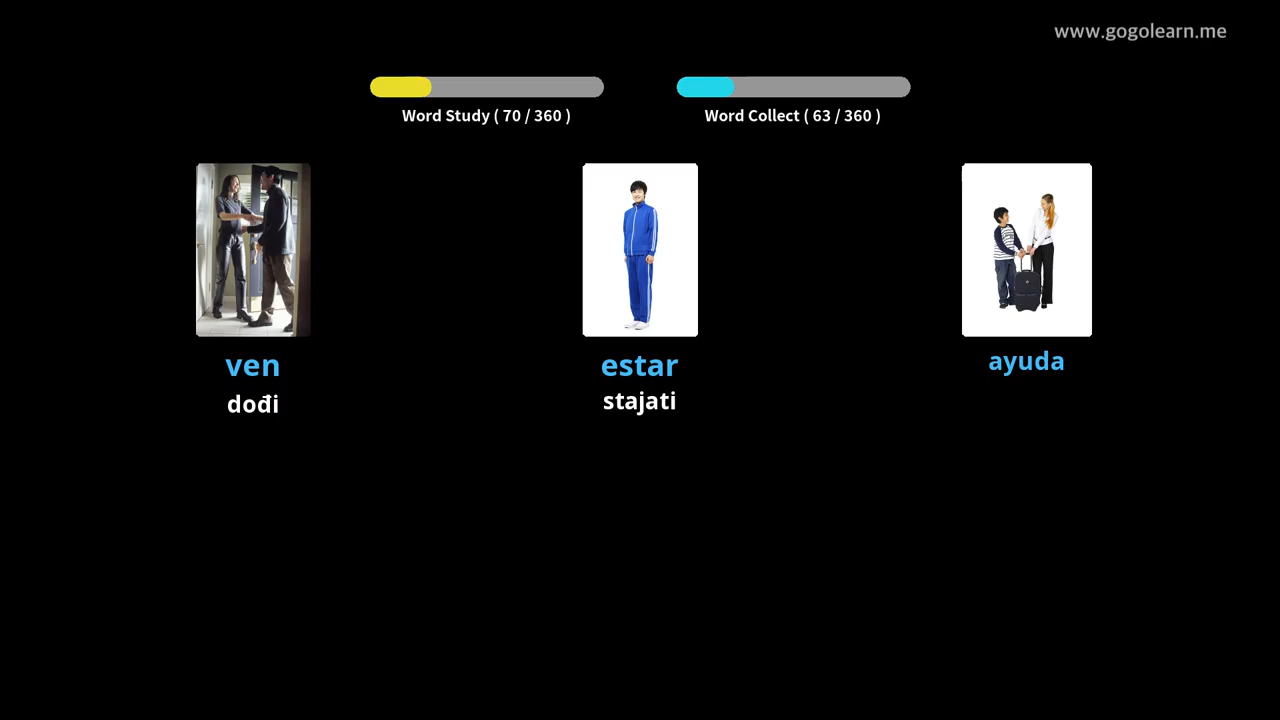 www.gogolearn.me
Word Study ( 70 / 360 )
Word Collect ( 63 / 360 )
ven
estar
ayuda
dođi
stajati